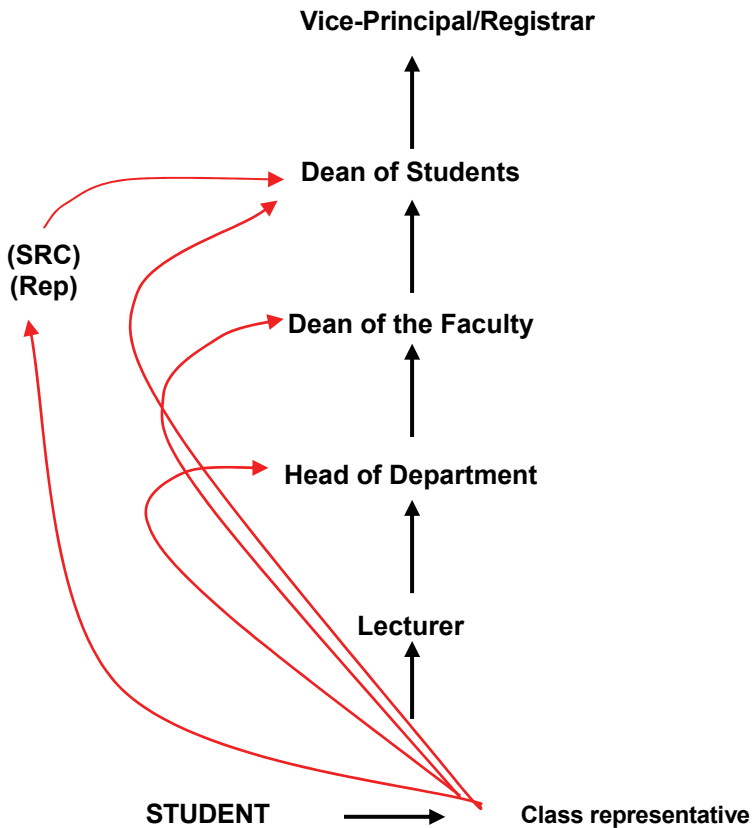 Vice-Principal/Registrar
Dean of Students
(SRC)
(Rep)
Dean of the Faculty
Head of Department
Lecturer
STUDENT
Class representative